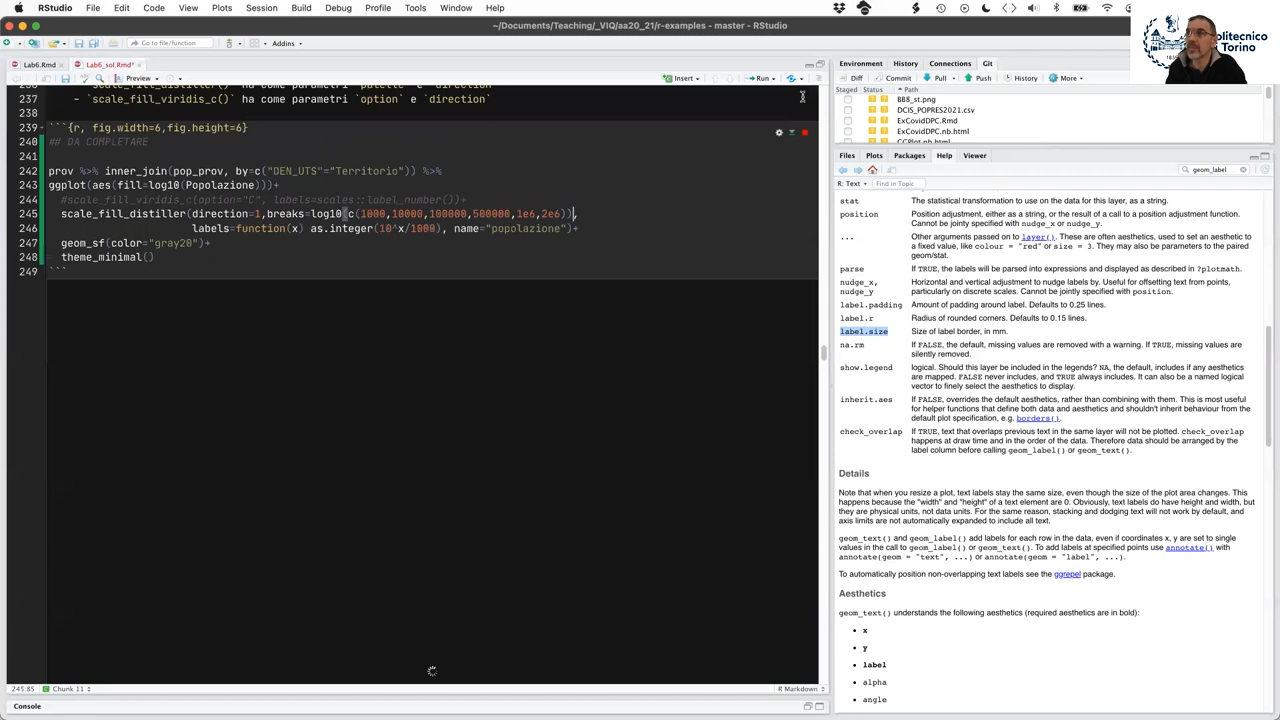 RStudio File Edit Code View Plots Session Build Debug Profile Tools Window Help
~/Documents/Teaching/_VIQ/aa20_21/r-examples - master - RStudio
Go to file/function Addins
Politecnico
di Torino
Lab6.Rmd Lab6_sol.Rmd*
Preview Insert Run
237 - `scale_fill_viridis_c()` ha come parametri `option` e `direction`
238
239 ```{r, fig.width=6,fig.height=6}
240 ## DA COMPLETARE
241
242 prov %>% inner_join(pop_prov, by=c("DEN_UTS"="Territorio")) %>%
243 ggplot(aes(fill=log10(Popolazione)))+
244 #scale_fill_viridis_c(option="C", labels=scales::label_number())+
245 scale_fill_distiller(direction=1,breaks=log10(c(1000,10000,100000,500000,1e6,2e6)),
246 labels=function(x) as.integer(10^x/1000), name="popolazione")+
247 geom_sf(color="gray20")+
248 theme_minimal()
249 ```
245:85 Chunk 11 R Markdown
Console
Environment History Connections Git
Diff Commit Pull Push History More
Staged Status Path
BB8_st.png
DCIS_POPRES2021.csv
ExCovidDPC.Rmd
ExCovidDPC.nb.html
GGPlot.nb.html
Files Plots Packages Help Viewer
geom_label
R: Text Find in Topic
stat The statistical transformation to use on the data for this layer, as a string.
position Position adjustment, either as a string, or the result of a call to a position adjustment function.
Cannot be jointly specified with nudge_x or nudge_y.
... Other arguments passed on to layer(). These are often aesthetics, used to set an aesthetic to
a fixed value, like colour = "red" or size = 3. They may also be parameters to the paired
geom/stat.
parse If TRUE, the labels will be parsed into expressions and displayed as described in ?plotmath.
nudge_x, Horizontal and vertical adjustment to nudge labels by. Useful for offsetting text from points,
nudge_y particularly on discrete scales. Cannot be jointly specified with position.
label.padding Amount of padding around label. Defaults to 0.25 lines.
label.r Radius of rounded corners. Defaults to 0.15 lines.
label.size Size of label border, in mm.
na.rm If FALSE, the default, missing values are removed with a warning. If TRUE, missing values are
silently removed.
show.legend logical. Should this layer be included in the legends? NA, the default, includes if any aesthetics
are mapped. FALSE never includes, and TRUE always includes. It can also be a named logical
vector to finely select the aesthetics to display.
inherit.aes If FALSE, overrides the default aesthetics, rather than combining with them. This is most useful
for helper functions that define both data and aesthetics and shouldn't inherit behaviour from the
default plot specification, e.g. borders().
check_overlap If TRUE, text that overlaps previous text in the same layer will not be plotted. check_overlap
happens at draw time and in the order of the data. Therefore data should be arranged by the
label column before calling geom_label() or geom_text().
Details
Note that when you resize a plot, text labels stay the same size, even though the size of the plot area changes. This
happens because the "width" and "height" of a text element are 0. Obviously, text labels do have height and width, but
they are physical units, not data units. For the same reason, stacking and dodging text will not work by default, and
axis limits are not automatically expanded to include all text.
geom_text() and geom_label() add labels for each row in the data, even if coordinates x, y are set to single
values in the call to geom_label() or geom_text(). To add labels at specified points use annotate() with
annotate(geom = "text", ...) or annotate(geom = "label", ...).
To automatically position non-overlapping text labels see the ggrepel package.
Aesthetics
geom_text() understands the following aesthetics (required aesthetics are in bold):
• x
• y
• label
• alpha
• angle